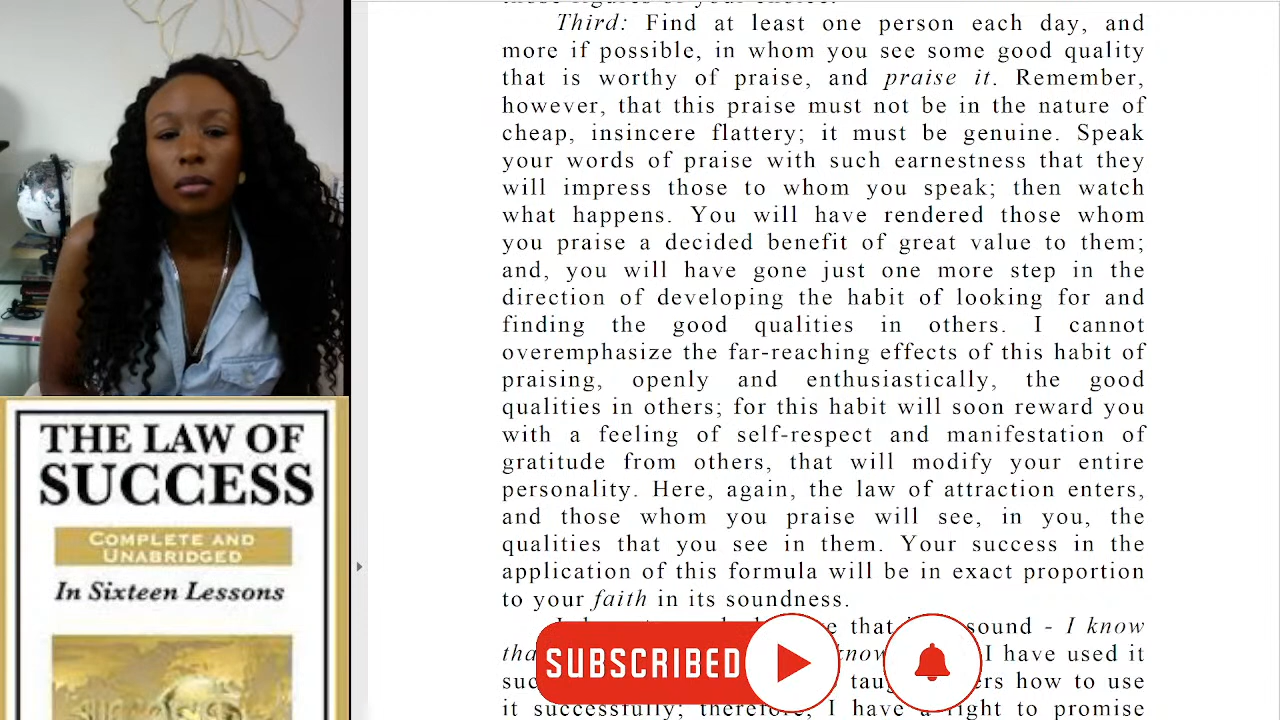 those figures of your choice.
Third: Find at least one person each day, and
more if possible, in whom you see some good quality
that is worthy of praise, and praise it. Remember,
however, that this praise must not be in the nature of
cheap, insincere flattery; it must be genuine. Speak
your words of praise with such earnestness that they
will impress those to whom you speak; then watch
what happens. You will have rendered those whom
you praise a decided benefit of great value to them;
and, you will have gone just one more step in the
direction of developing the habit of looking for and
finding the good qualities in others. I cannot
overemphasize the far-reaching effects of this habit of
praising, openly and enthusiastically, the good
qualities in others; for this habit will soon reward you
with a feeling of self-respect and manifestation of
gratitude from others, that will modify your entire
personality. Here, again, the law of attraction enters,
and those whom you praise will see, in you, the
qualities that you see in them. Your success in the
application of this formula will be in exact proportion
to your faith in its soundness.
that sound - I know
I have used it
how to use
it successfully; therefore, I have a right to promise
SUBSCRIBED
THE LAW OF
SUCCESS
COMPLETE AND
UNABRIDGED
In Sixteen Lessons